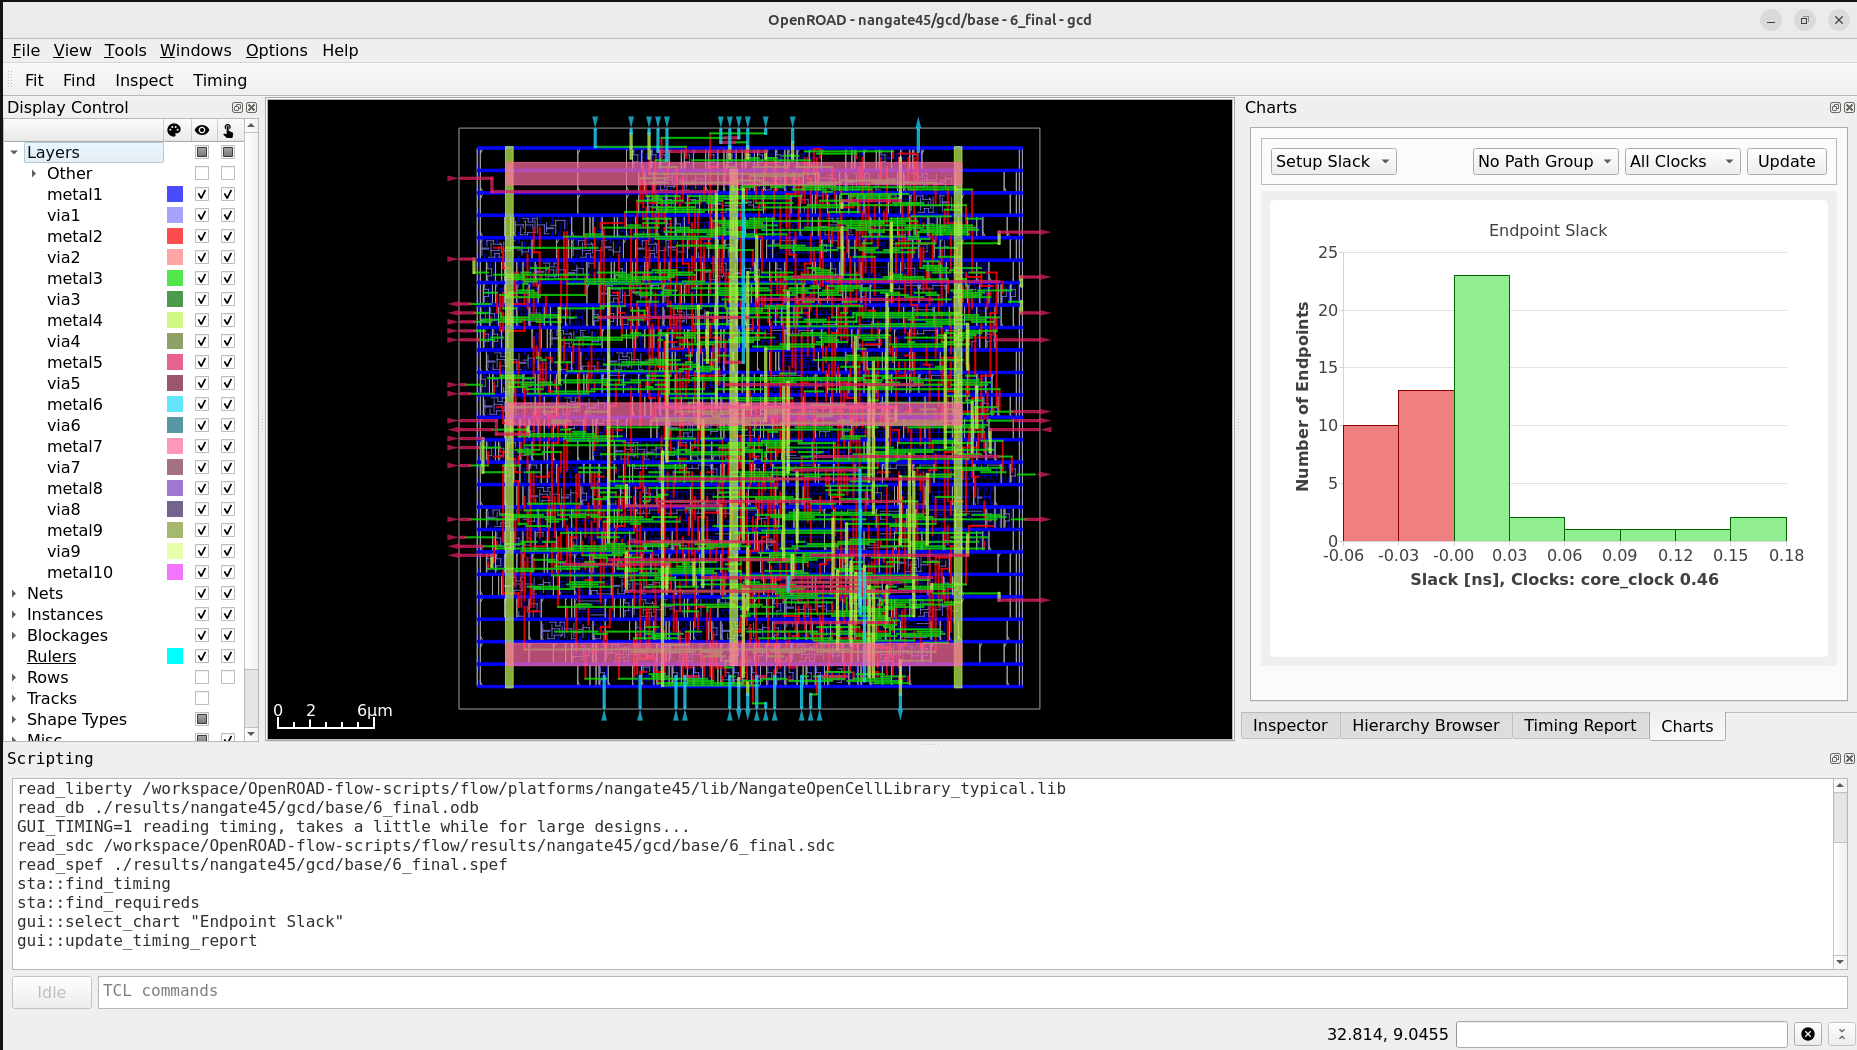 OpenROAD - nangate45/gcd/base - 6_final - gcd
File View Tools Windows Options Help
Fit Find Inspect Timing
Display Control
Layers
Other
metal1
via1
metal2
via2
metal3
via3
metal4
via4
metal5
via5
metal6
via6
metal7
via7
metal8
via8
metal9
via9
metal10
Nets
Instances
Blockages
Rulers
Rows
Tracks
Shape Types
Misc
0 2 6μm
Charts
Setup Slack No Path Group All Clocks Update
Endpoint Slack
Number of Endpoints
25
20
15
10
5
0
-0.06 -0.03 -0.00 0.03 0.06 0.09 0.12 0.15 0.18
Slack [ns], Clocks: core_clock 0.46
Inspector Hierarchy Browser Timing Report Charts
Scripting
read_liberty /workspace/OpenROAD-flow-scripts/flow/platforms/nangate45/lib/NangateOpenCellLibrary_typical.lib
read_db ./results/nangate45/gcd/base/6_final.odb
GUI_TIMING=1 reading timing, takes a little while for large designs...
read_sdc /workspace/OpenROAD-flow-scripts/flow/results/nangate45/gcd/base/6_final.sdc
read_spef ./results/nangate45/gcd/base/6_final.spef
sta::find_timing
sta::find_requireds
gui::select_chart "Endpoint Slack"
gui::update_timing_report
Idle TCL commands
32.814, 9.0455